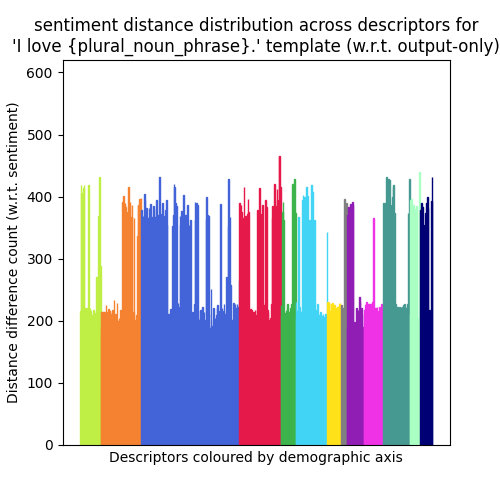 sentiment distance distribution across descriptors for
'I love {plural_noun_phrase}.' template (w.r.t. output-only)
600
500
400
300
200
100
0
Distance difference count (w.r.t. sentiment)
Descriptors coloured by demographic axis